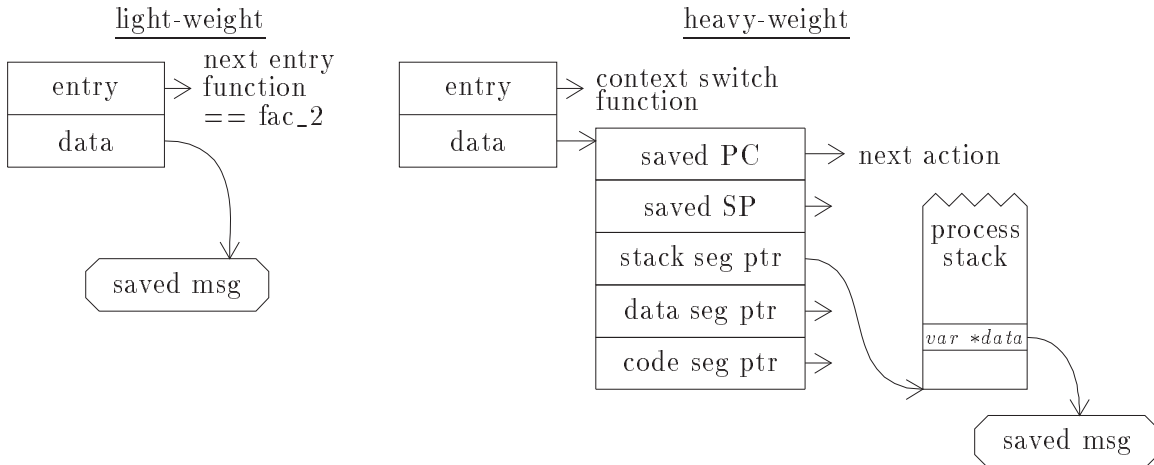 light-weight
entry
next entry
function
== fac_2
data
saved msg
heavy-weight
entry
context switch
function
data
saved PC
next action
saved SP
stack seg ptr
data seg ptr
code seg ptr
process
stack
var *data
saved msg